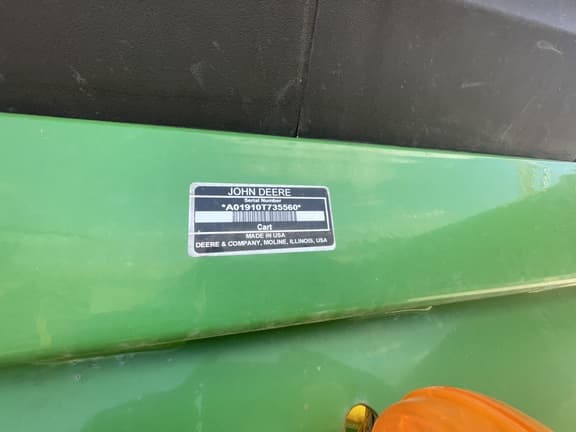 JOHN DEERE
Serial Number
*A01910T735560*
Cart
MADE IN USA
DEERE & COMPANY, MOLINE, ILLINOIS, USA